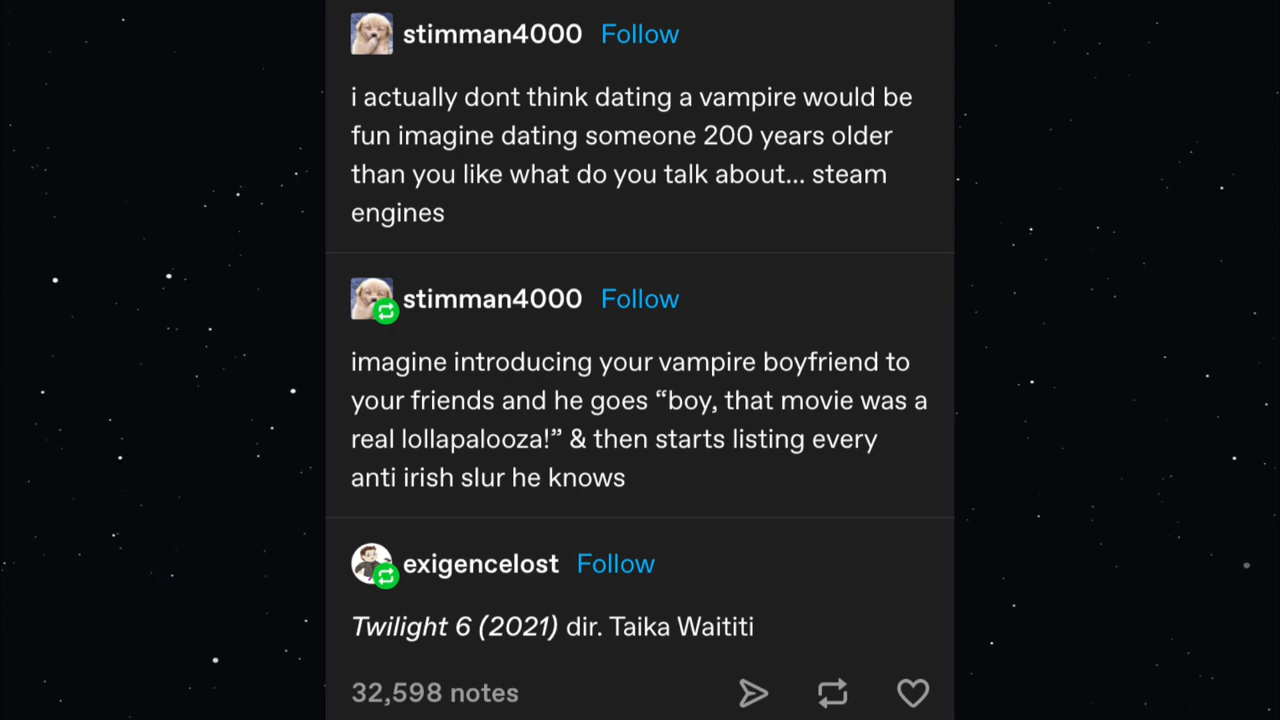 stimman4000 Follow
i actually dont think dating a vampire would be
fun imagine dating someone 200 years older
than you like what do you talk about... steam
engines
stimman4000 Follow
imagine introducing your vampire boyfriend to
your friends and he goes “boy, that movie was a
real lollapalooza!” & then starts listing every
anti irish slur he knows
exigencelost Follow
Twilight 6 (2021) dir. Taika Waititi
32,598 notes